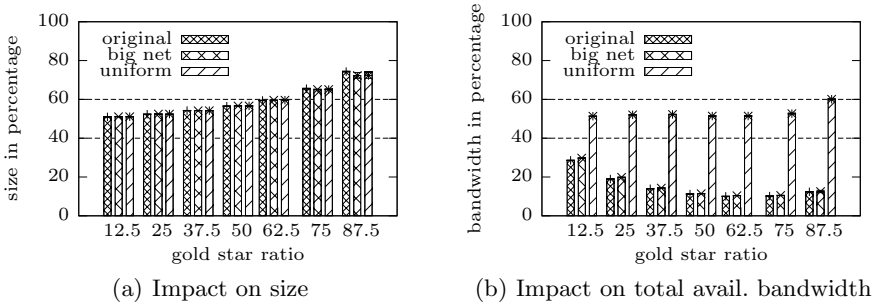 size in percentage
100
80
60
40
20
0
original
big net
uniform
12.5 25 37.5 50 62.5 75 87.5
gold star ratio
(a) Impact on size
bandwidth in percentage
100
80
60
40
20
0
original
big net
uniform
12.5 25 37.5 50 62.5 75 87.5
gold star ratio
(b) Impact on total avail. bandwidth